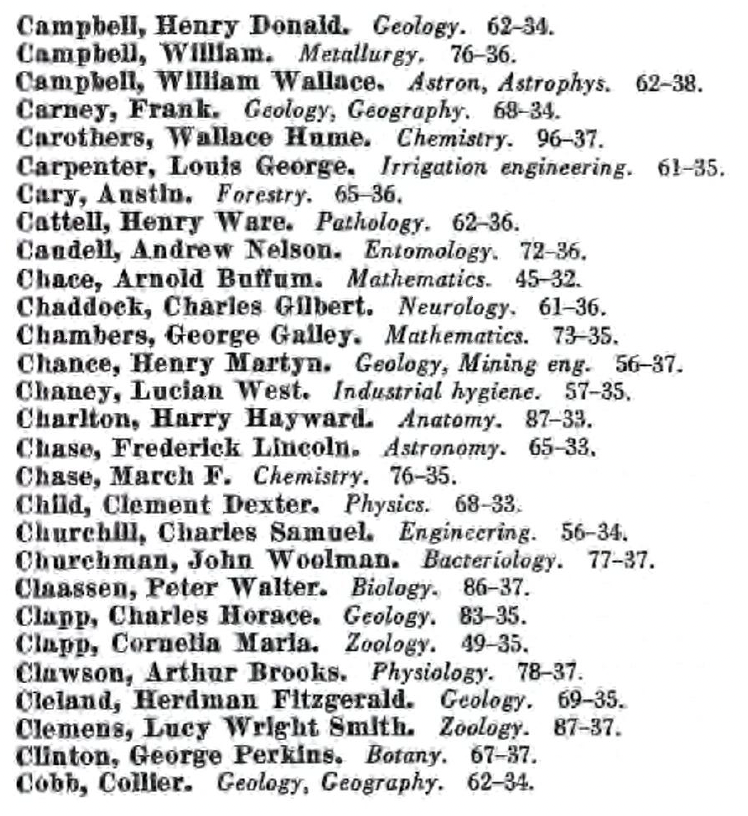 Campbell, Henry Donald. Geology. 62–34.
Campbell, William. Metallurgy. 76–36.
Campbell, William Wallace. Astron, Astrophys. 62–38.
Carney, Frank. Geology, Geography. 68–34.
Carothers, Wallace Hume. Chemistry. 96–37.
Carpenter, Louis George. Irrigation engineering. 61–35.
Cary, Austin. Forestry. 65–36.
Cattell, Henry Ware. Pathology. 62–36.
Caudell, Andrew Nelson. Entomology. 72–36.
Chace, Arnold Buffum. Mathematics. 45–32.
Chaddock, Charles Gilbert. Neurology. 61–36.
Chambers, George Galley. Mathematics. 73–35.
Chance, Henry Martyn. Geology, Mining eng. 56–37.
Chaney, Lucian West. Industrial hygiene. 57–35.
Charlton, Harry Hayward. Anatomy. 87–33.
Chase, Frederick Lincoln. Astronomy. 65–33.
Chase, March F. Chemistry. 76–35.
Child, Clement Dexter. Physics. 68–33.
Churchill, Charles Samuel. Engineering. 56–34.
Churchman, John Woolman. Bacteriology. 77–37.
Claassen, Peter Walter. Biology. 86–37.
Clapp, Charles Horace. Geology. 83–35.
Clapp, Cornelia Maria. Zoology. 49–35.
Clawson, Arthur Brooks. Physiology. 78–37.
Cleland, Herdman Fitzgerald. Geology. 69–35.
Clemens, Lucy Wright Smith. Zoology. 87–37.
Clinton, George Perkins. Botany. 67–37.
Cobb, Collier. Geology, Geography. 62–34.